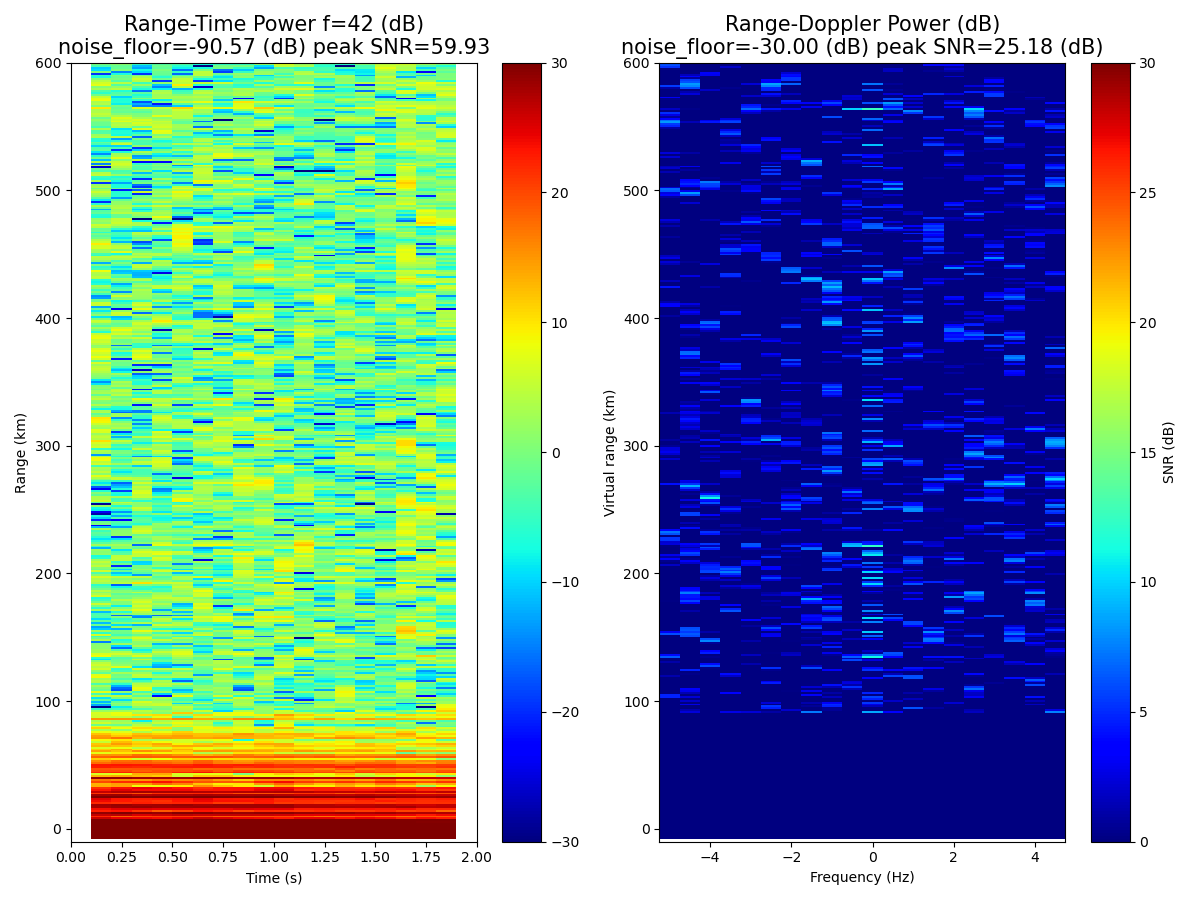 Range-Time Power f=42 (dB)
noise_floor=-90.57 (dB) peak SNR=59.93
Range-Doppler Power (dB)
noise_floor=-30.00 (dB) peak SNR=25.18 (dB)
600
500
400
300
200
100
0
Range (km)
0.00 0.25 0.50 0.75 1.00 1.25 1.50 1.75 2.00
Time (s)
30
20
10
0
−10
−20
−30
600
500
400
300
200
100
0
Virtual range (km)
−4 −2 0 2 4
Frequency (Hz)
30
25
20
15
10
5
0
SNR (dB)